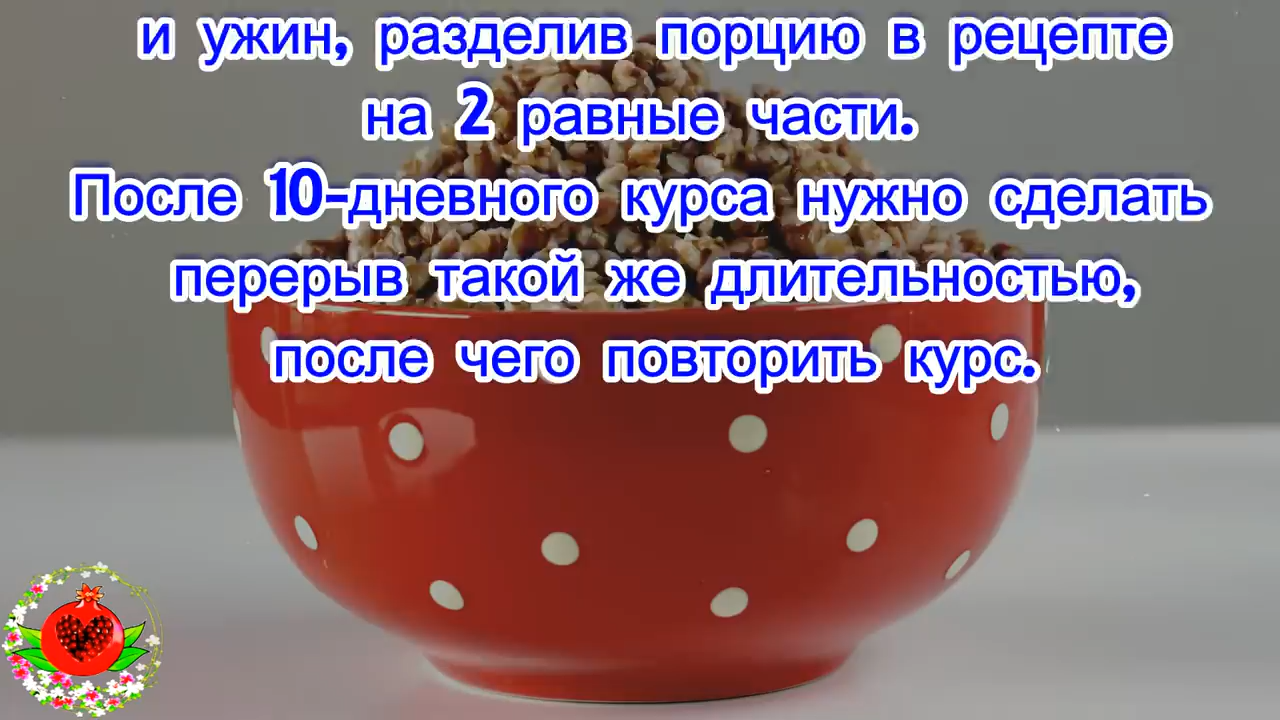 и ужин, разделив порцию в рецепте
на 2 равные части.
После 10-дневного курса нужно сделать
перерыв такой же длительностью,
после чего повторить курс.